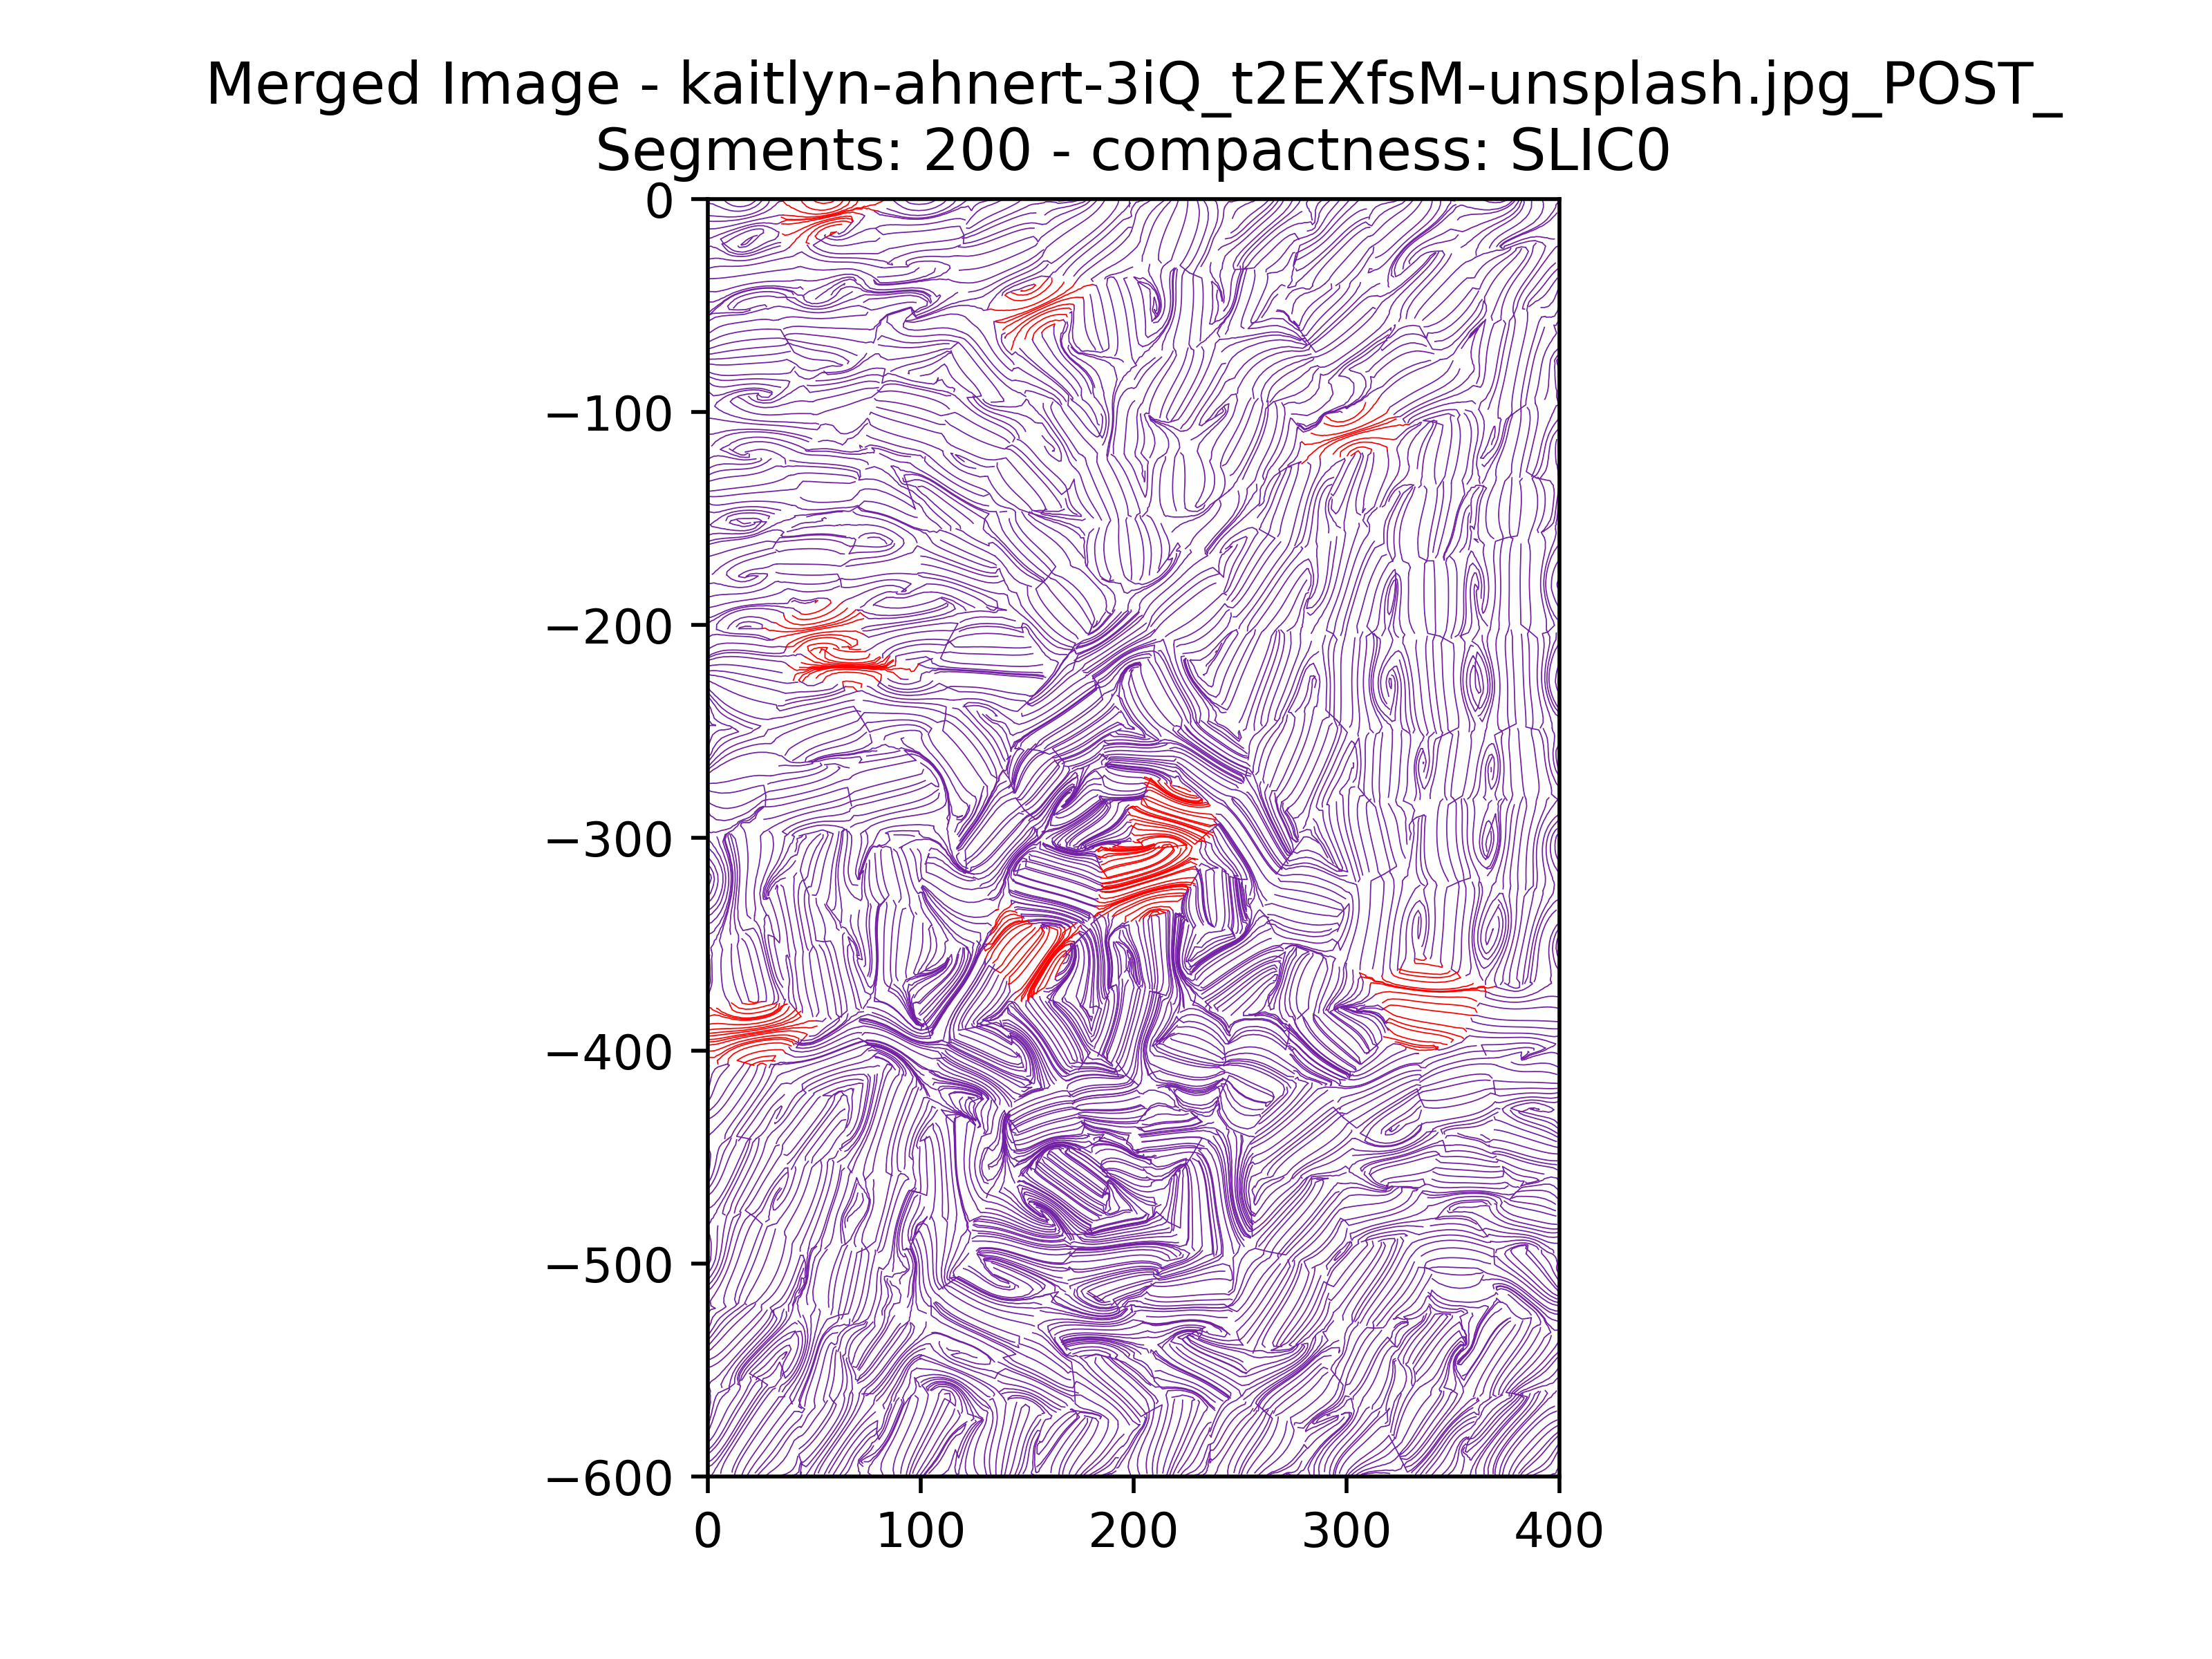 Merged Image - kaitlyn-ahnert-3iQ_t2EXfsM-unsplash.jpg_POST_
Segments: 200 - compactness: SLIC0
0
−100
−200
−300
−400
−500
−600
0 100 200 300 400